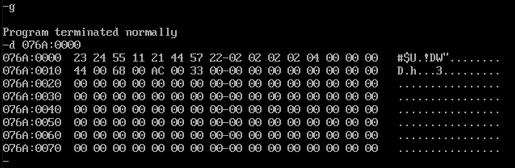 -g

Program terminated normally
-d 076A:0000
076A:0000  23 24 55 11 21 44 57 22-02 02 02 02 04 00 00 00   #$U.!DW"........
076A:0010  44 00 68 00 AC 00 33 00-00 00 00 00 00 00 00 00   D.h...3.........
076A:0020  00 00 00 00 00 00 00 00-00 00 00 00 00 00 00 00   ................
076A:0030  00 00 00 00 00 00 00 00-00 00 00 00 00 00 00 00   ................
076A:0040  00 00 00 00 00 00 00 00-00 00 00 00 00 00 00 00   ................
076A:0050  00 00 00 00 00 00 00 00-00 00 00 00 00 00 00 00   ................
076A:0060  00 00 00 00 00 00 00 00-00 00 00 00 00 00 00 00   ................
076A:0070  00 00 00 00 00 00 00 00-00 00 00 00 00 00 00 00   ................
-